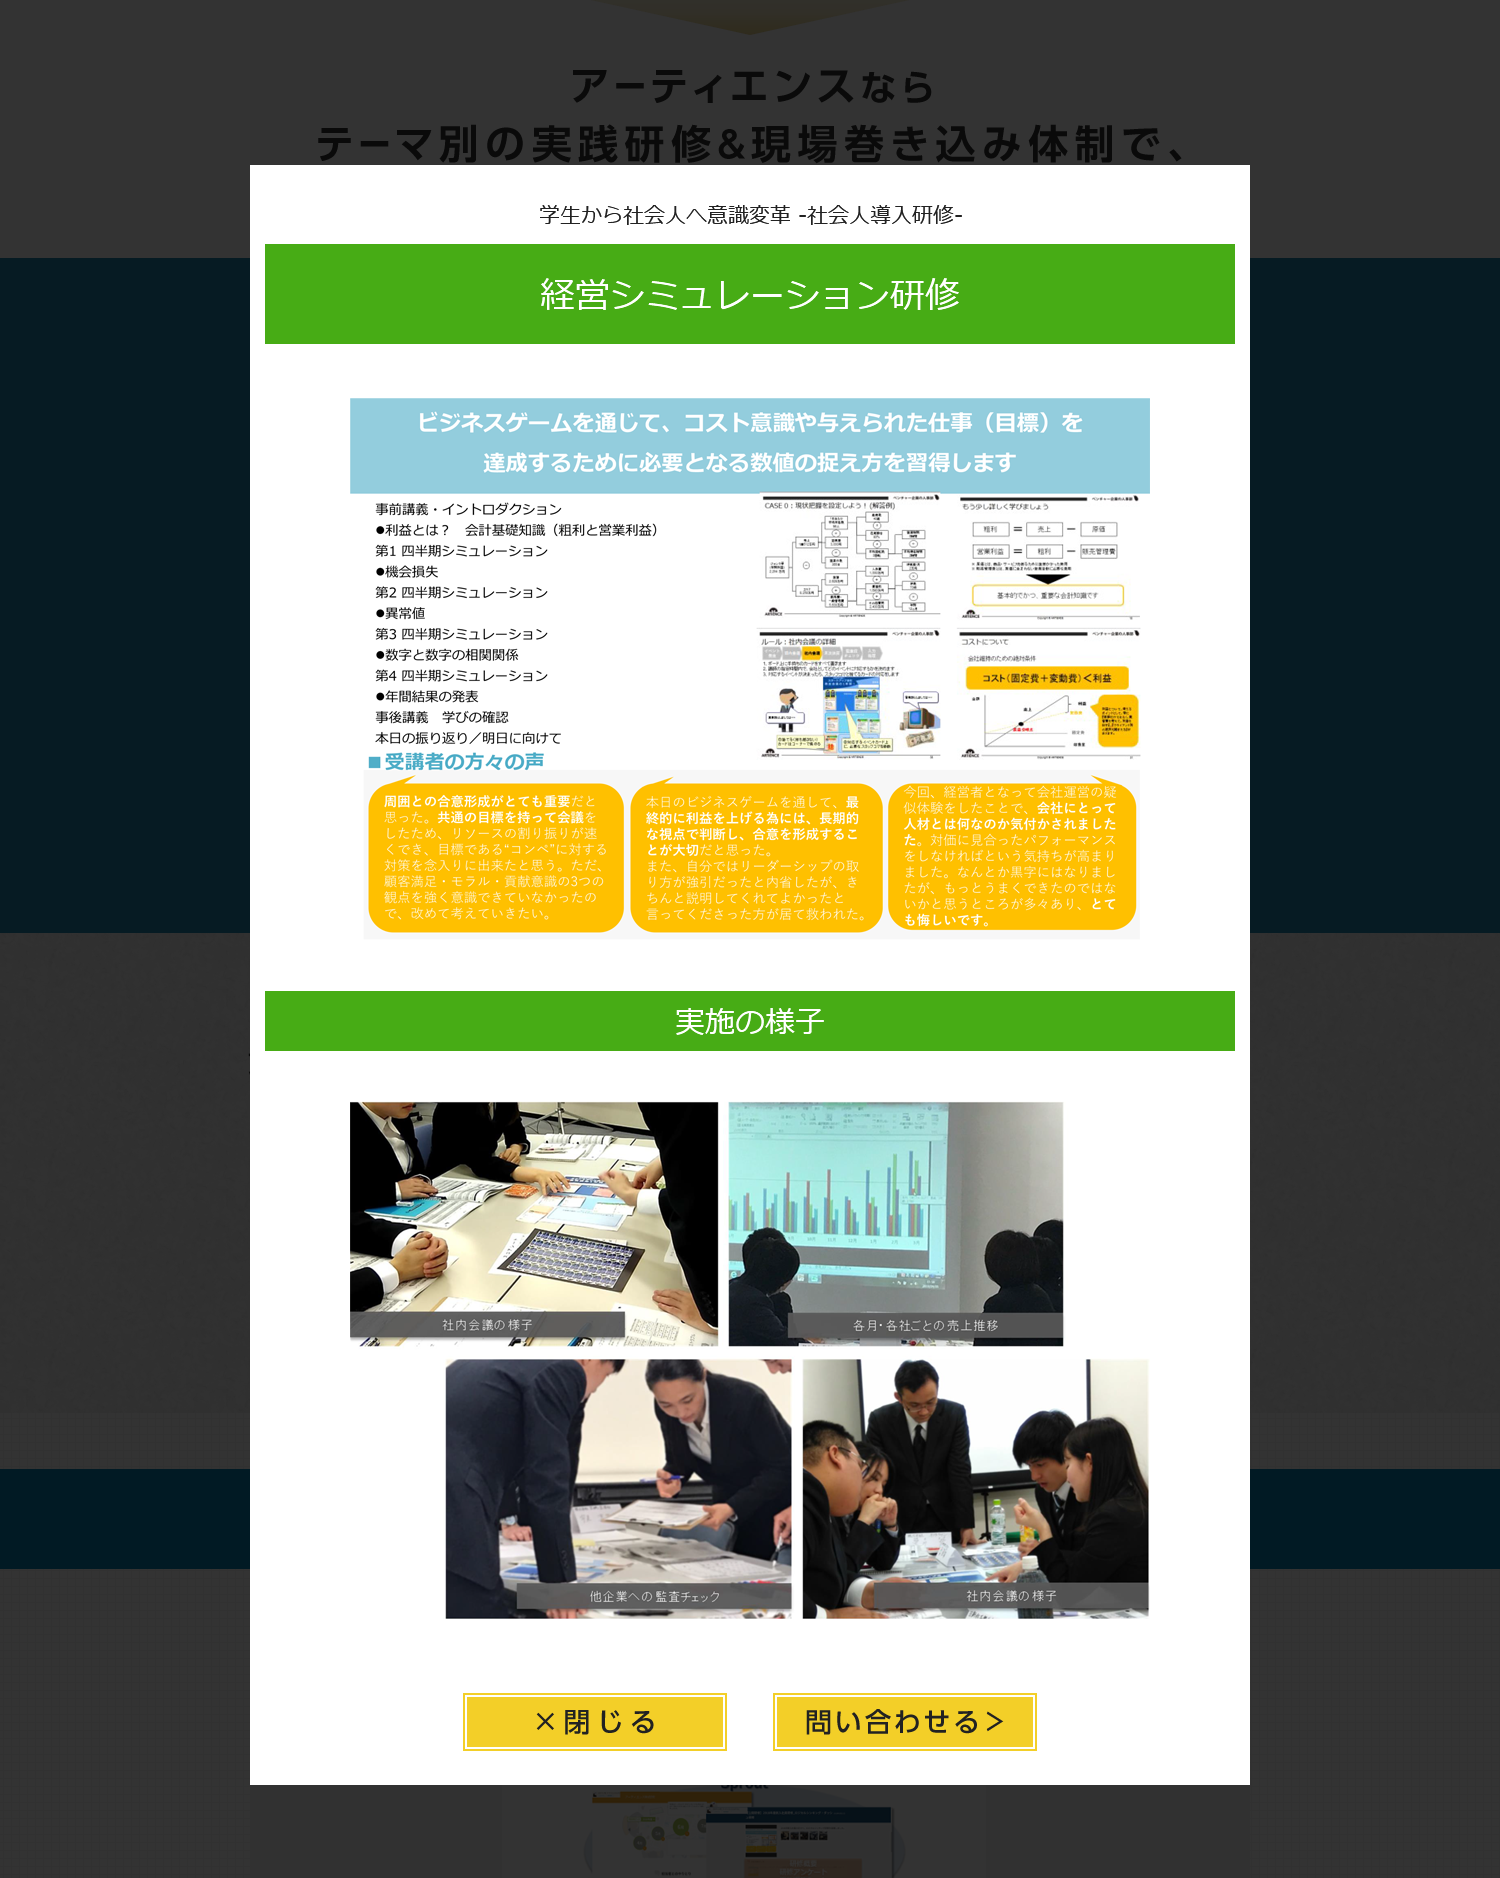 アーティエンスなら
テーマ別の実践研修&現場巻き込み体制で、
学生から社会人へ意識変革 -社会人導入研修-
経営シミュレーション研修
ビジネスゲームを通じて、コスト意識や与えられた仕事（目標）を
達成するために必要となる数値の捉え方を習得します
事前講義・イントロダクション
●利益とは？　会計基礎知識（粗利と営業利益）
第1 四半期シミュレーション
●機会損失
第2 四半期シミュレーション
●異常値
第3 四半期シミュレーション
●数字と数字の相関関係
第4 四半期シミュレーション
●年間結果の発表
事後講義　学びの確認
本日の振り返り／明日に向けて
CASE 0：現状把握を設定しよう！(解答例)
もう少し詳しく学びましょう
粗利 = 売上 − 原価
営業利益 = 粗利 − 販売管理費
基本的でかつ、重要な会計知識です
ルール：社内会議の詳細
コストについて
会社維持のための絶対条件
コスト（固定費＋変動費）＜利益
■受講者の方々の声
周囲との合意形成がとても重要だと
思った。共通の目標を持って会議を
したため、リソースの割り振りが速
くでき、目標である“コンペ”に対する
対策を念入りに出来たと思う。ただ、
顧客満足・モラル・貢献意識の3つの
観点を強く意識できていなかったの
で、改めて考えていきたい。
本日のビジネスゲームを通して、最
終的に利益を上げる為には、長期的
な視点で判断し、合意を形成するこ
とが大切だと思った。
また、自分ではリーダーシップの取
り方が強引だったと内省したが、き
ちんと説明してくれてよかったと
言ってくださった方が居て救われた。
今回、経営者となって会社運営の疑
似体験をしたことで、会社にとって
人材とは何なのか気付かされました
た。対価に見合ったパフォーマンス
をしなければという気持ちが高まり
ました。なんとか黒字にはなりまし
たが、もっとうまくできたのではな
いかと思うところが多々あり、とて
も悔しいです。
実施の様子
社内会議の様子
各月・各社ごとの売上推移
他企業への監査チェック
社内会議の様子
×閉じる
問い合わせる＞